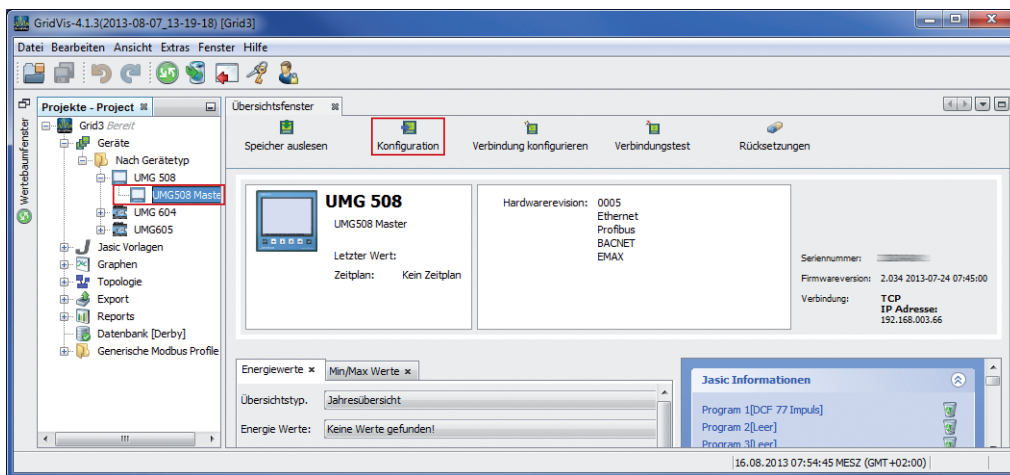 GridVis-4.1.3(2013-08-07_13-19-18) [Grid3]
Datei Bearbeiten Ansicht Extras Fenster Hilfe
Wertebaumfenster
Projekte - Project
Grid3 Bereit
Geräte
Nach Gerätetyp
UMG 508
UMG508 Maste
UMG 604
UMG605
Jasic Vorlagen
Graphen
Topologie
Export
Reports
Datenbank [Derby]
Generische Modbus Profile
Übersichtsfenster
Speicher auslesen
Konfiguration
Verbindung konfigurieren
Verbindungstest
Rücksetzungen
UMG 508
UMG508 Master
Letzter Wert:
Zeitplan: Kein Zeitplan
Hardwarerevision: 0005
Ethernet
Profibus
BACNET
EMAX
Seriennummer:
Firmwareversion: 2.034 2013-07-24 07:45:00
Verbindung: TCP
IP Adresse:
192.168.003.66
Energiewerte
Min/Max Werte
Übersichtstyp. Jahresübersicht
Energie Werte: Keine Werte gefunden!
Jasic Informationen
Program 1[DCF 77 Impuls]
Program 2[Leer]
Program 3[Leer]
16.08.2013 07:54:45 MESZ (GMT+02:00)